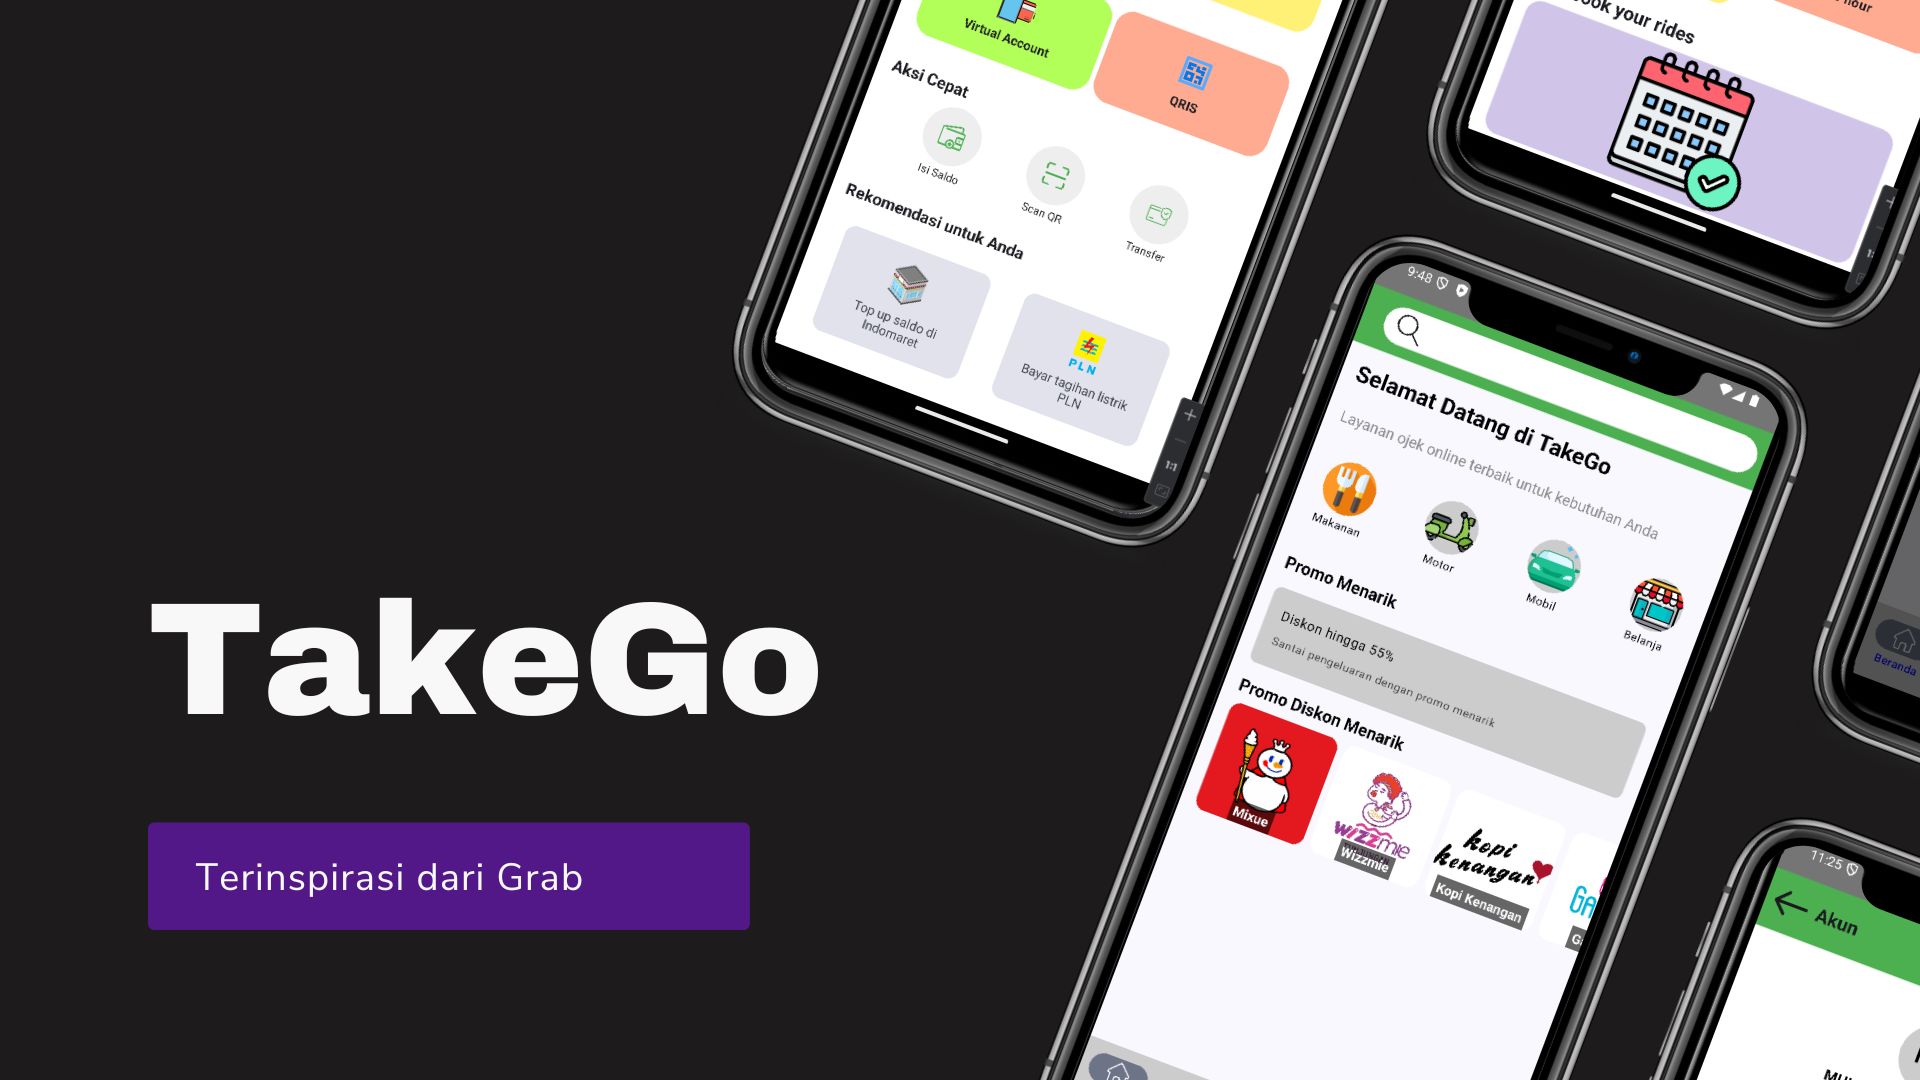 TakeGo
Terinspirasi dari Grab
Virtual Account
QRIS
Aksi Cepat
Isi Saldo
Scan QR
Transfer
Rekomendasi untuk Anda
Top up saldo di
Indomaret
PLN
Bayar tagihan listrik
PLN
1:1
your rides
9:48
Selamat Datang di TakeGo
Layanan ojek online terbaik untuk kebutuhan Anda
Makanan
Motor
Mobil
Belanja
Promo Menarik
Diskon hingga 55%
Santai pengeluaran dengan promo menarik
Promo Diskon Menarik
Mixue
wizzmie
Wizzmie
kopi
kenangan
Kopi Kenangan
Beranda
11:25
Akun